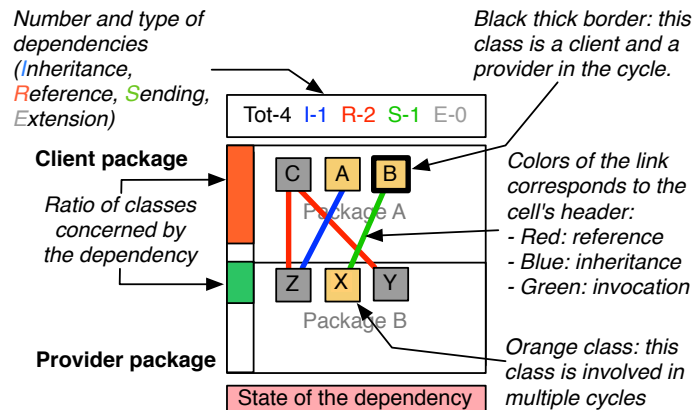 Number and type of
dependencies
(Inheritance,
Reference, Sending,
Extension)
Black thick border: this
class is a client and a
provider in the cycle.
Tot-4 I-1 R-2 S-1 E-0
Client package
C A B
Package A
Ratio of classes
concerned by
the dependency
Colors of the link
corresponds to the
cell's header:
- Red: reference
- Blue: inheritance
- Green: invocation
Z X Y
Package B
Provider package
Orange class: this
class is involved in
multiple cycles
State of the dependency